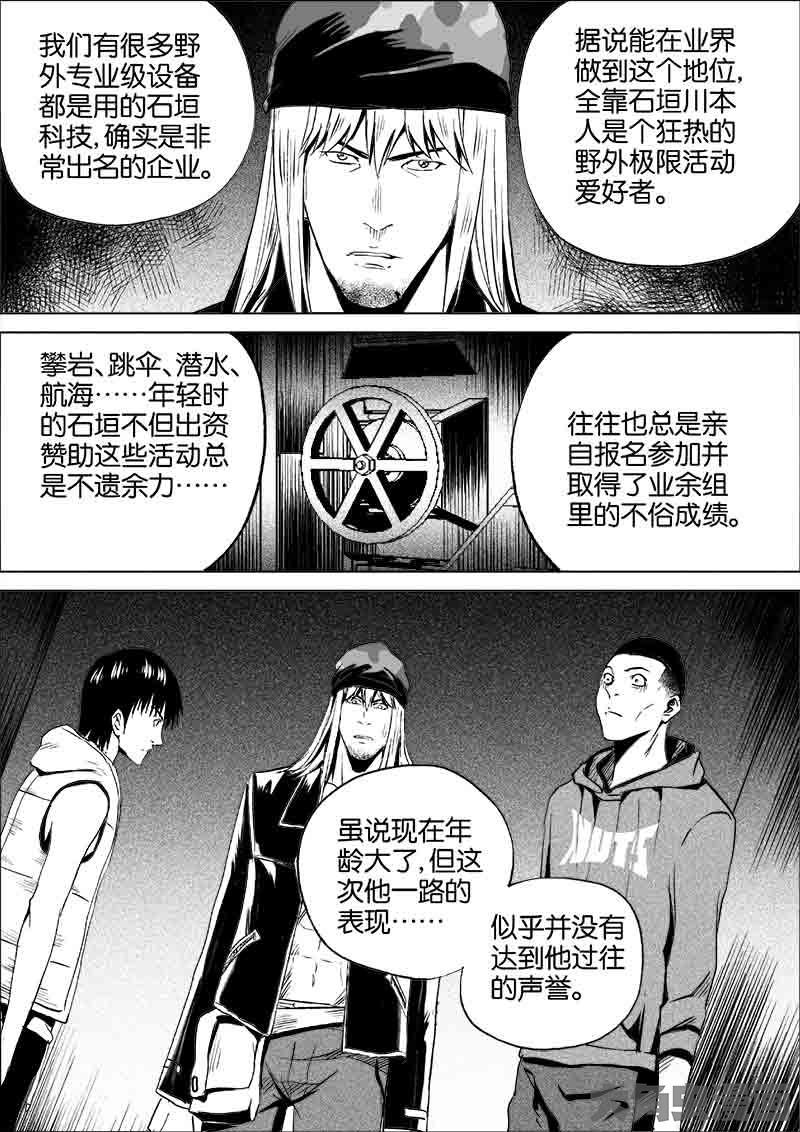 我们有很多野
外专业级设备
都是用的石垣
科技,确实是非
常出名的企业。
据说能在业界
做到这个地位,
全靠石垣川本
人是个狂热的
野外极限活动
爱好者。
攀岩、跳伞、潜水、
航海……年轻时
的石垣不但出资
赞助这些活动总
是不遗余力……
往往也总是亲
自报名参加并
取得了业余组
里的不俗成绩。
虽说现在年
龄大了,但这
次他一路的
表现……
似乎并没有
达到他过往
的声誉。
NUTS